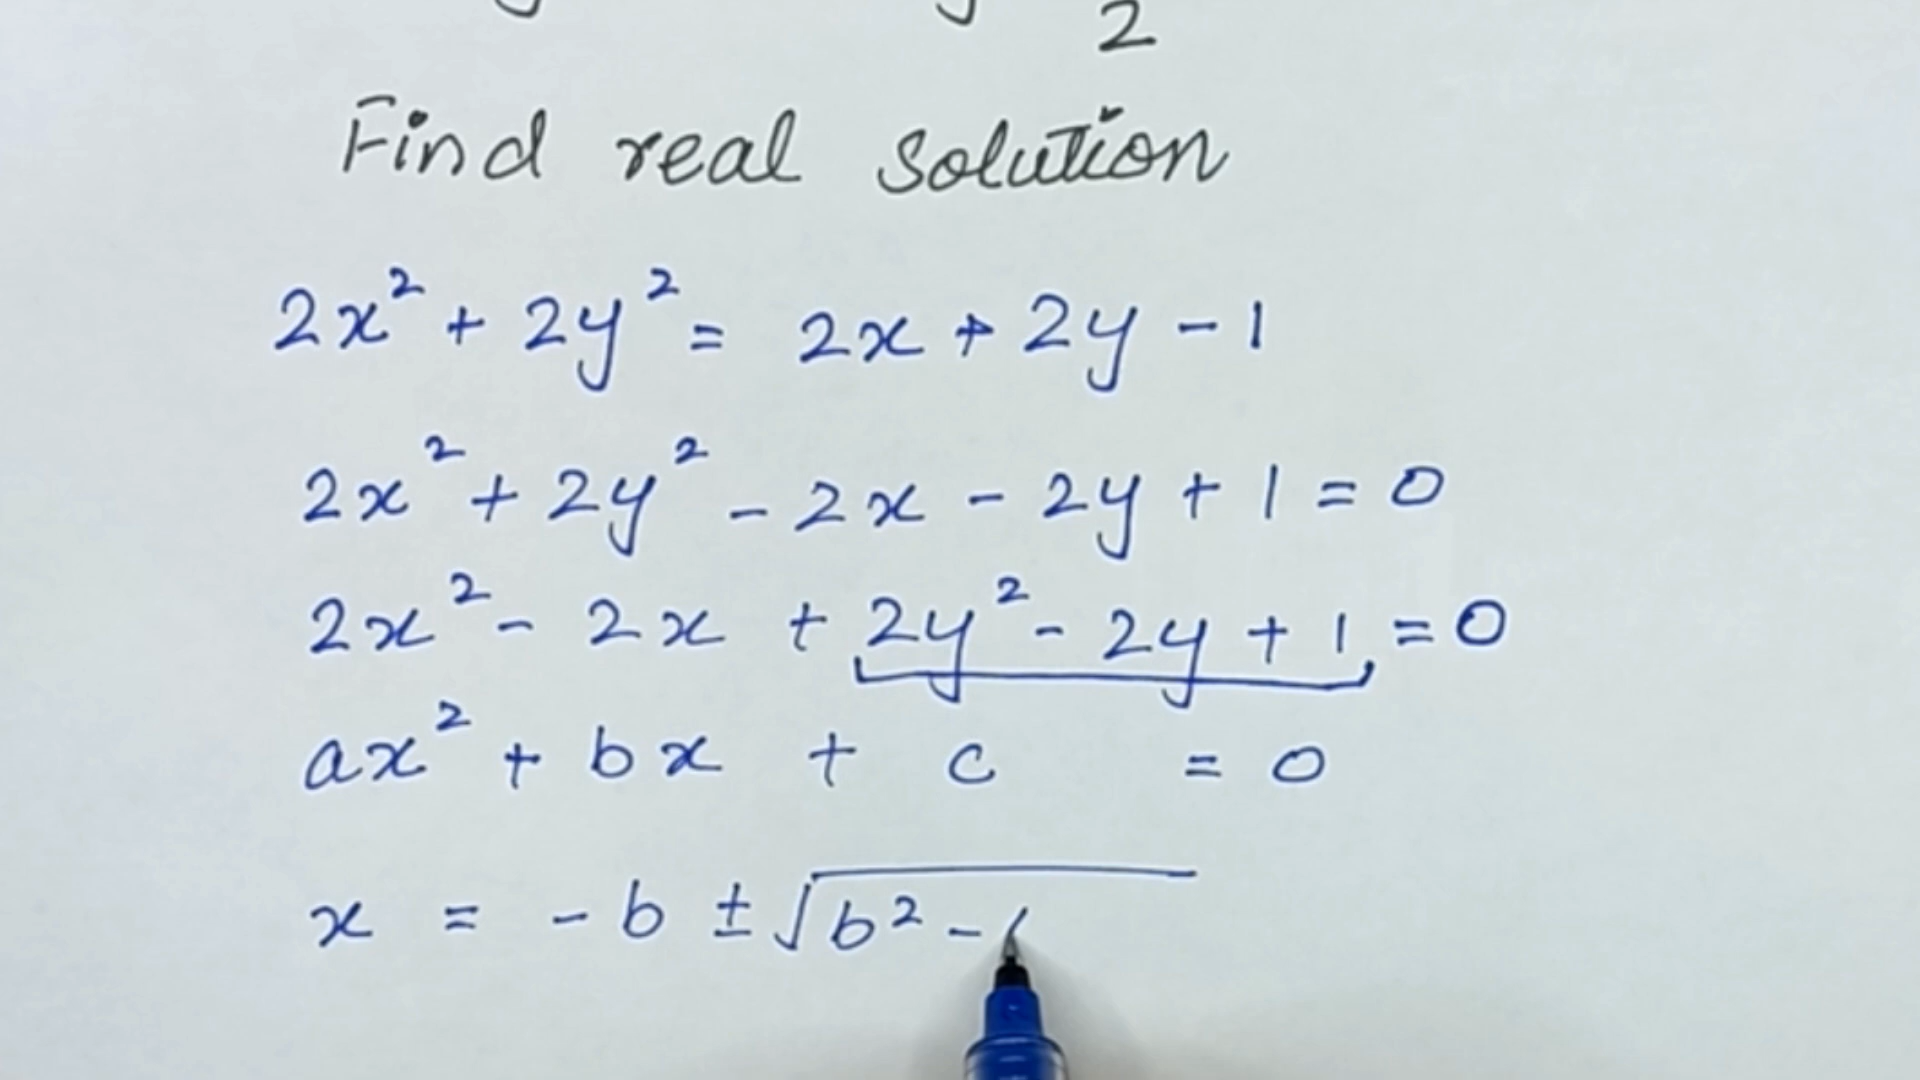 2
Find real solution
2x² + 2y² = 2x + 2y - 1
2x² + 2y² - 2x - 2y + 1 = 0
2x² - 2x + 2y² - 2y + 1 = 0
ax² + bx + c = 0
x = - b ± √b² -